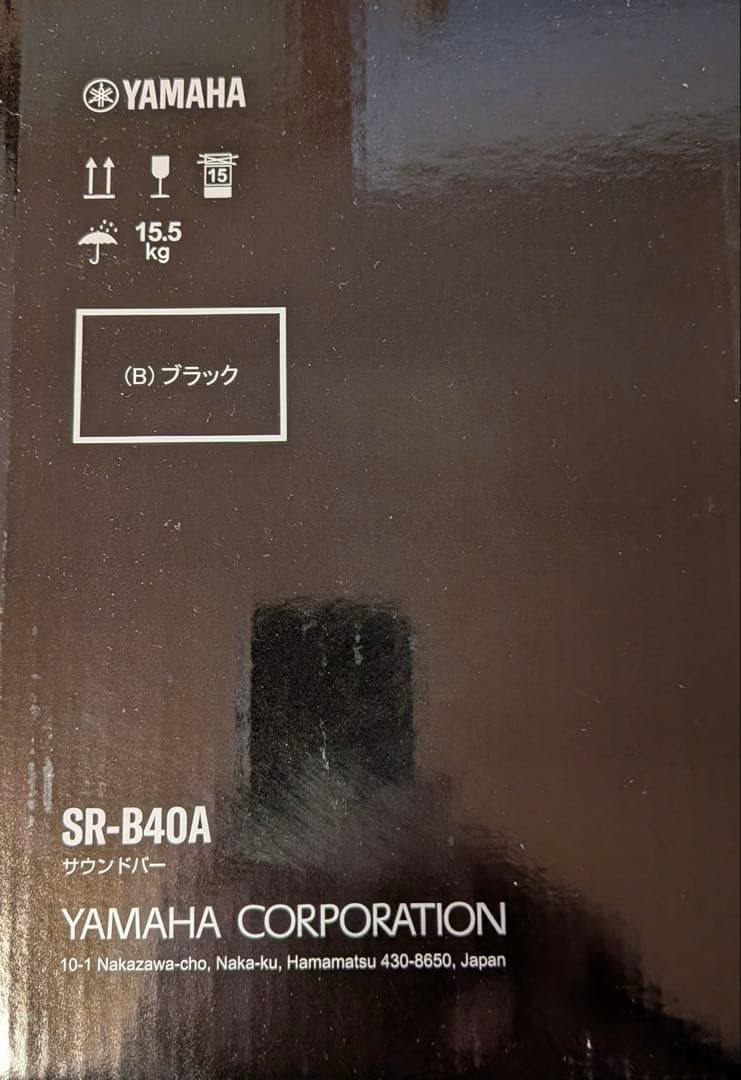 YAMAHA
15
15.5
kg
(B) ブラック
SR-B40A
サウンドバー
YAMAHA CORPORATION
10-1 Nakazawa-cho, Naka-ku, Hamamatsu 430-8650, Japan